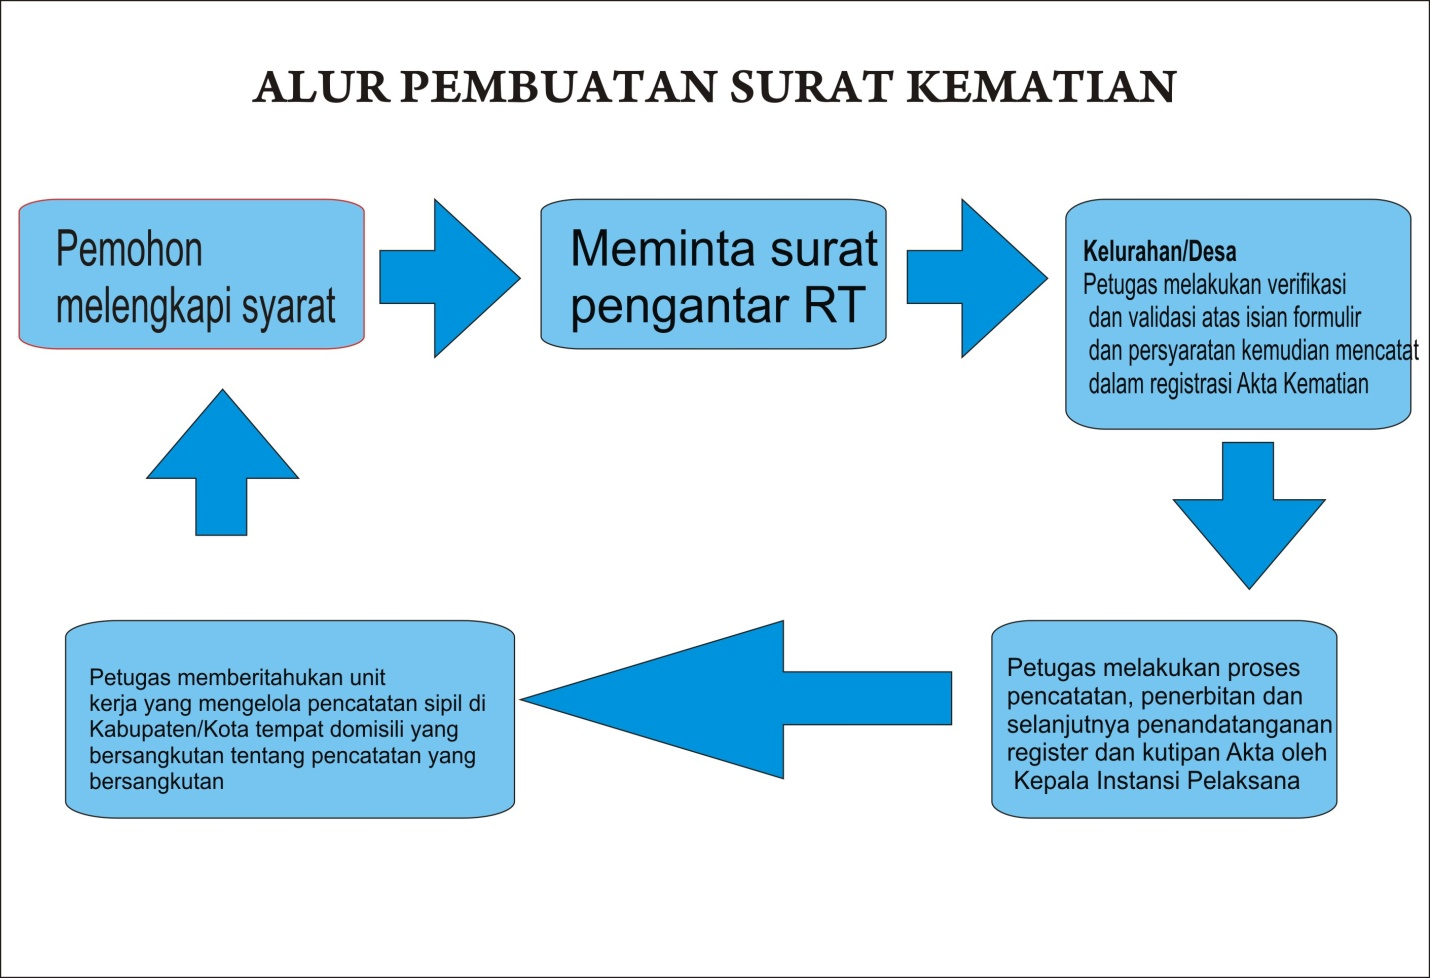 ALUR PEMBUATAN SURAT KEMATIAN
Pemohon
melengkapi syarat
Meminta surat
pengantar RT
Kelurahan/Desa
Petugas melakukan verifikasi
dan validasi atas isian formulir
dan persyaratan kemudian mencatat
dalam registrasi Akta Kematian
Petugas melakukan proses
pencatatan, penerbitan dan
selanjutnya penandatanganan
register dan kutipan Akta oleh
Kepala Instansi Pelaksana
Petugas memberitahukan unit
kerja yang mengelola pencatatan sipil di
Kabupaten/Kota tempat domisili yang
bersangkutan tentang pencatatan yang
bersangkutan